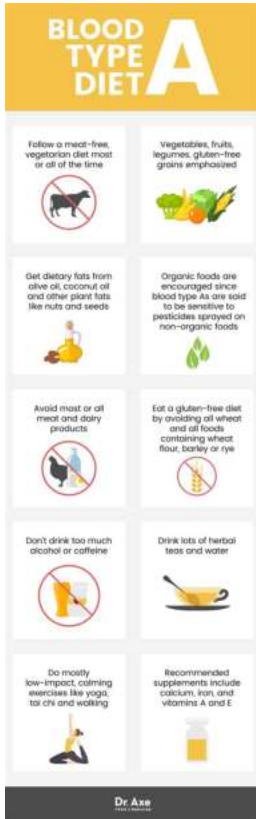 BLOOD
TYPE
DIET
A
Follow a meat-free,
vegetarian diet most
or all of the time
Vegetables, fruits,
legumes, gluten-free
grains emphasized
Get dietary fats from
olive oil, coconut oil
and other plant fats
like nuts and seeds
Organic foods are
encouraged since
blood type As are said
to be sensitive to
pesticides sprayed on
non-organic foods
Avoid most or all
meat and dairy
products
Eat a gluten-free diet
by avoiding all wheat
and all foods
containing wheat
flour, barley or rye
Don't drink too much
alcohol or caffeine
Drink lots of herbal
teas and water
Do mostly
low-impact, calming
exercises like yoga,
tai chi and walking
Recommended
supplements include
calcium, iron, and
vitamins A and E
Dr. Axe
FOOD MEDICINE